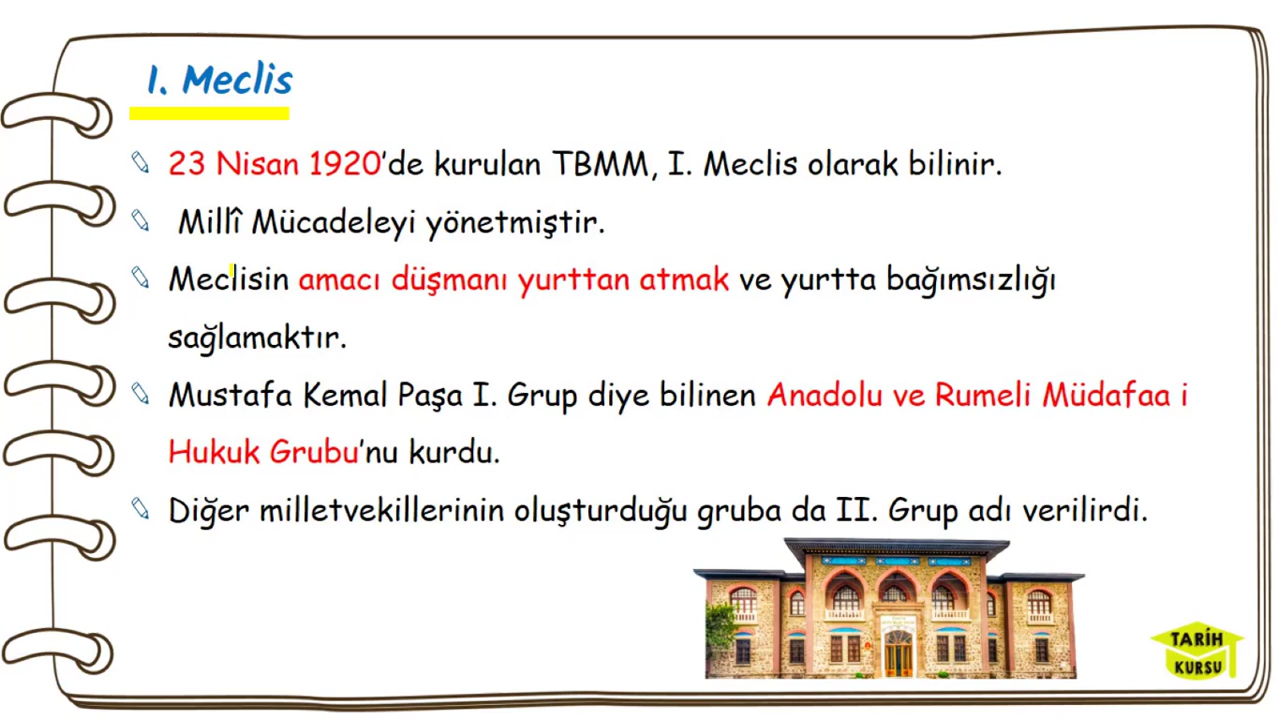 I. Meclis
23 Nisan 1920'de kurulan TBMM, I. Meclis olarak bilinir.
Millî Mücadeleyi yönetmiştir.
Meclisin amacı düşmanı yurttan atmak ve yurtta bağımsızlığı
sağlamaktır.
Mustafa Kemal Paşa I. Grup diye bilinen Anadolu ve Rumeli Müdafaa i
Hukuk Grubu'nu kurdu.
Diğer milletvekillerinin oluşturduğu gruba da II. Grup adı verilirdi.
TARİH
KURSU